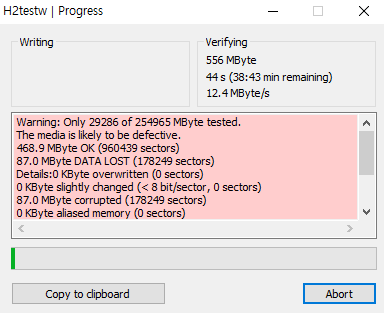 H2testw | Progress
Writing
Verifying
556 MByte
44 s (38:43 min remaining)
12.4 MByte/s
Warning: Only 29286 of 254965 MByte tested.
The media is likely to be defective.
468.9 MByte OK (960439 sectors)
87.0 MByte DATA LOST (178249 sectors)
Details:0 KByte overwritten (0 sectors)
0 KByte slightly changed (< 8 bit/sector, 0 sectors)
87.0 MByte corrupted (178249 sectors)
0 KByte aliased memory (0 sectors)
Copy to clipboard
Abort